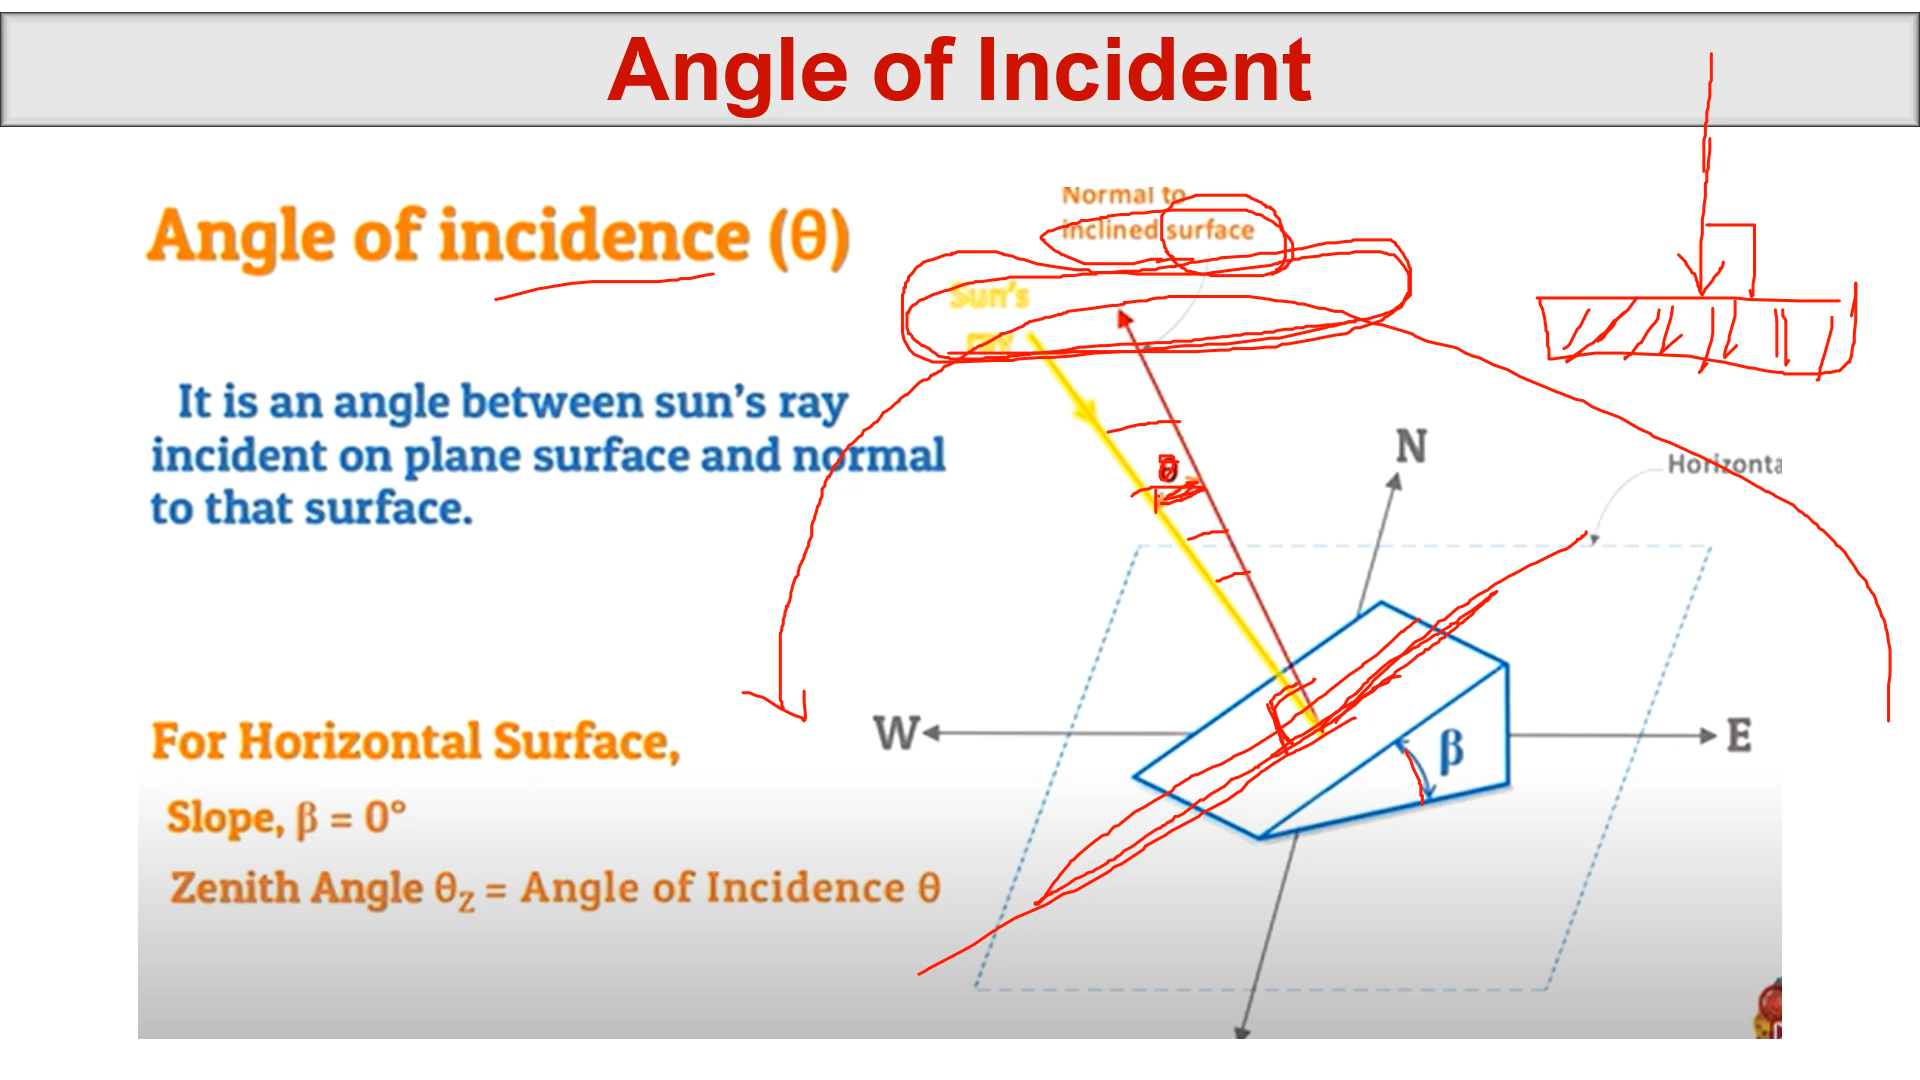 Angle of Incident
Angle of incidence (θ)
Normal to
inclined surface
Sun's
ray
It is an angle between sun's ray
incident on plane surface and normal
to that surface.
θ
N
Horizonta
W
E
β
For Horizontal Surface,
Slope, β = 0°
Zenith Angle θz = Angle of Incidence θ